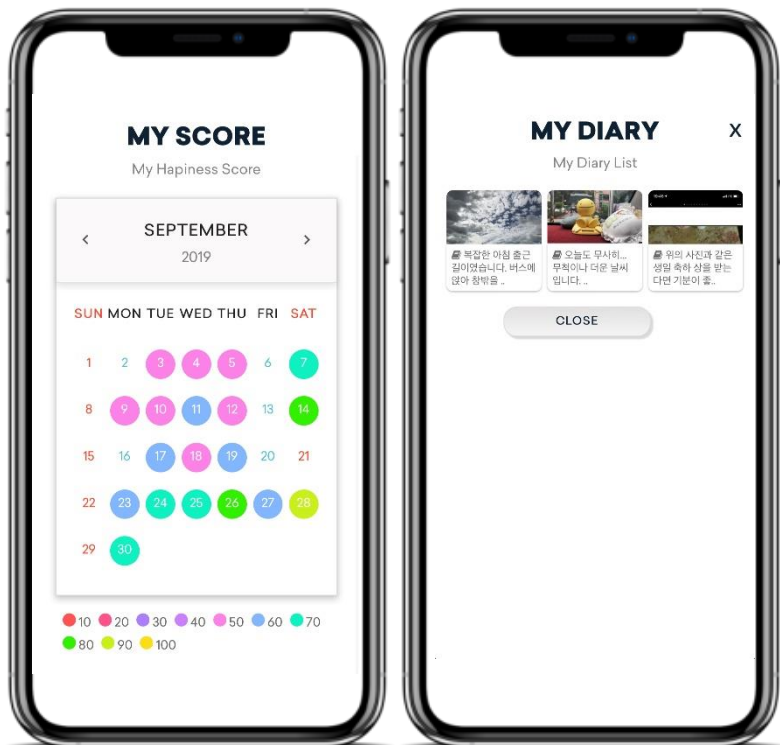 MY SCORE
My Hapiness Score
‹ SEPTEMBER ›
2019
SUN MON TUE WED THU FRI SAT
1 2 3 4 5 6 7
8 9 10 11 12 13 14
15 16 17 18 19 20 21
22 23 24 25 26 27 28
29 30
10 20 30 40 50 60 70
80 90 100
MY DIARY X
My Diary List
복잡한 아침 출근
길이었습니다. 버스에
앉아 창밖을 ..
오늘도 무사히...
무척이나 더운 날씨
입니다. ..
위의 사진과 같은
생일 축하 상을 받는
다면 기분이 좋..
CLOSE